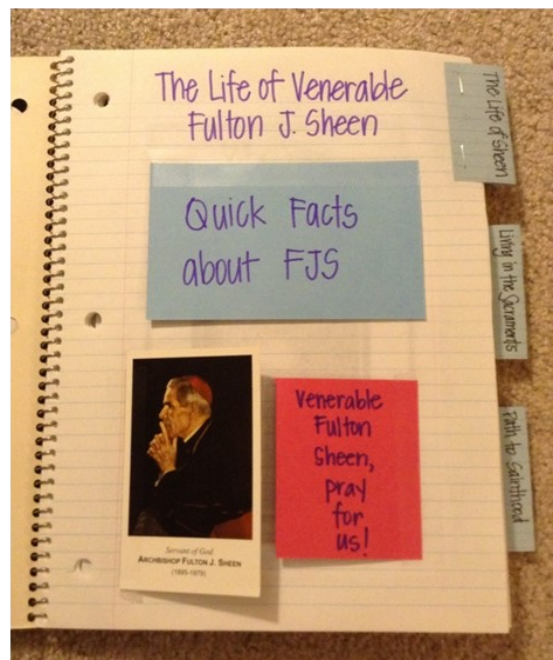 The Life of Venerable
Fulton J. Sheen
Quick Facts
about FJS
Servant of God
ARCHBISHOP FULTON J. SHEEN
(1895-1979)
Venerable
Fulton
Sheen,
pray
for
us!
The Life of Sheen
Living in the Sacraments
Path to Sainthood